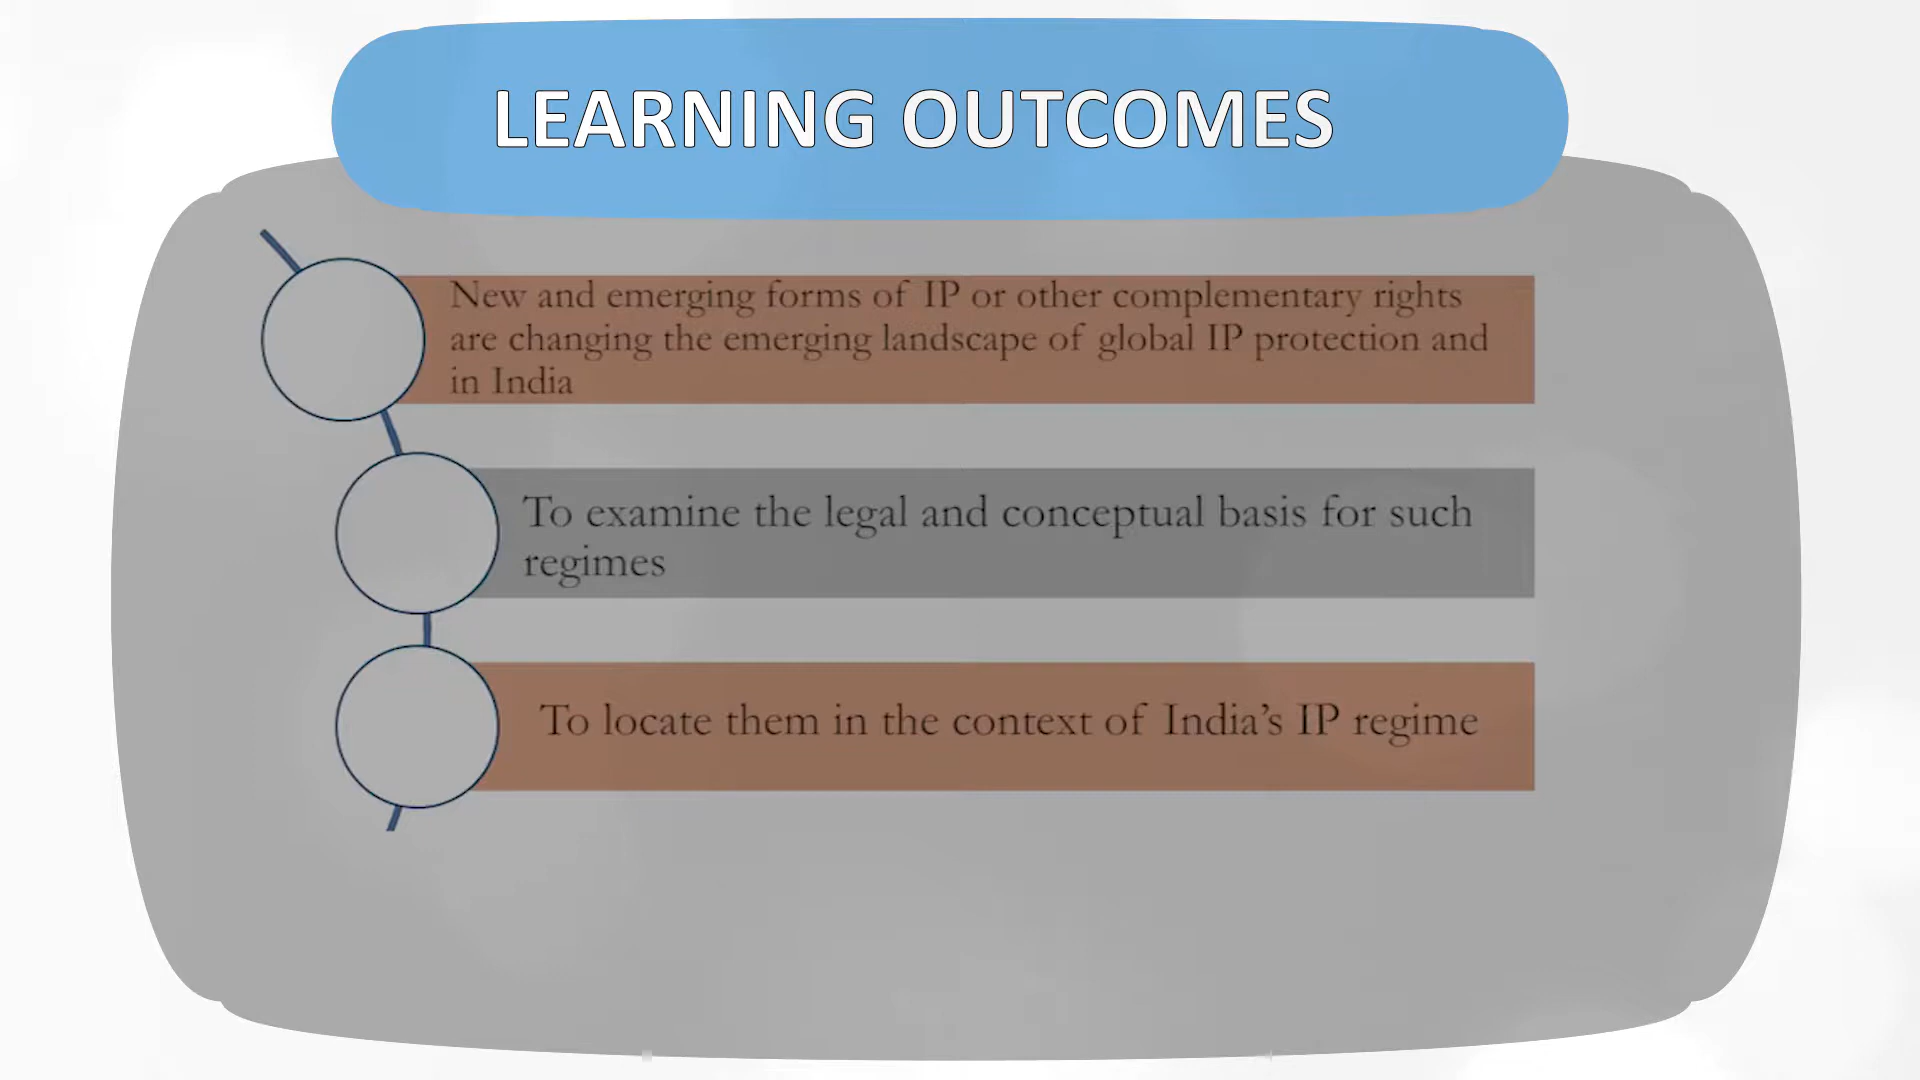 LEARNING OUTCOMES
New and emerging forms of IP or other complementary rights
are changing the emerging landscape of global IP protection and
in India
To examine the legal and conceptual basis for such
regimes
To locate them in the context of India’s IP regime